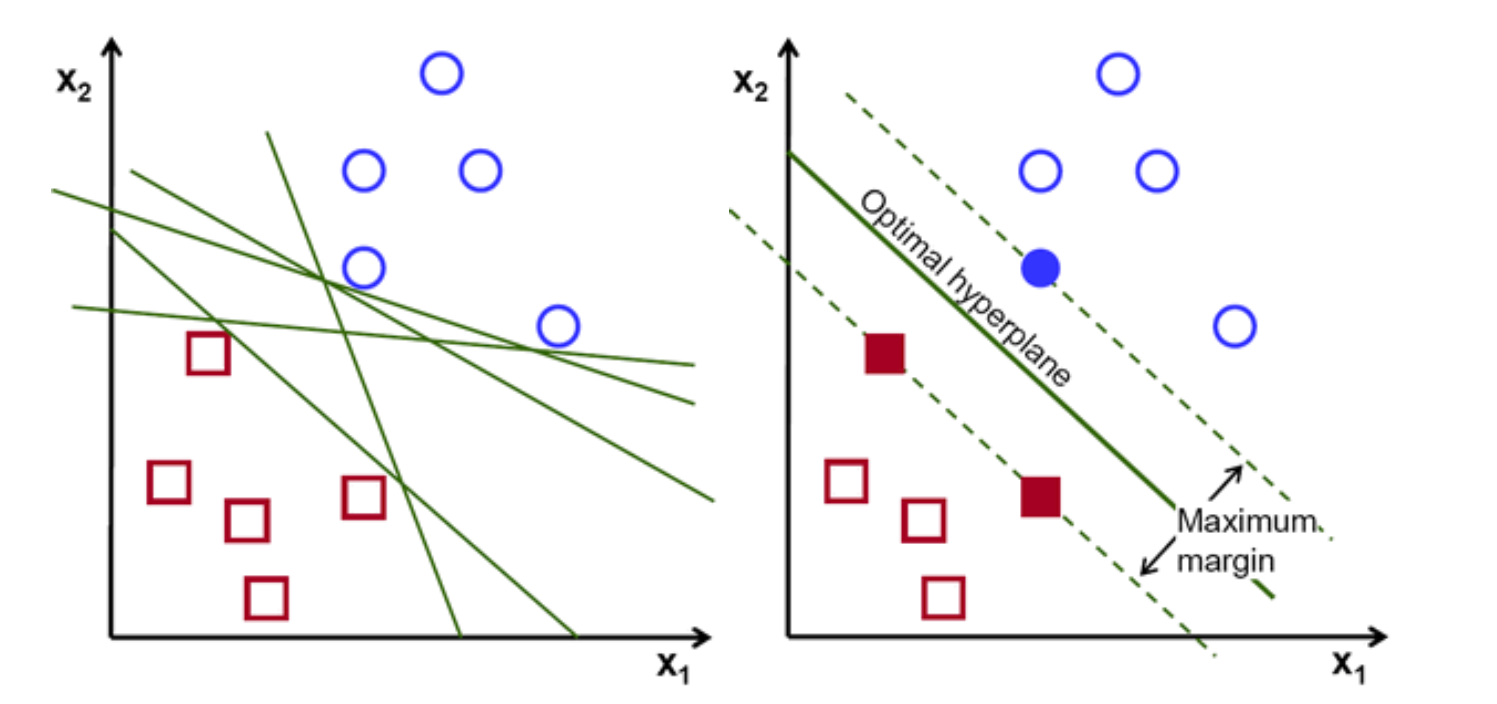 x₂
x₁
x₂
Optimal hyperplane
Maximum
margin
x₁